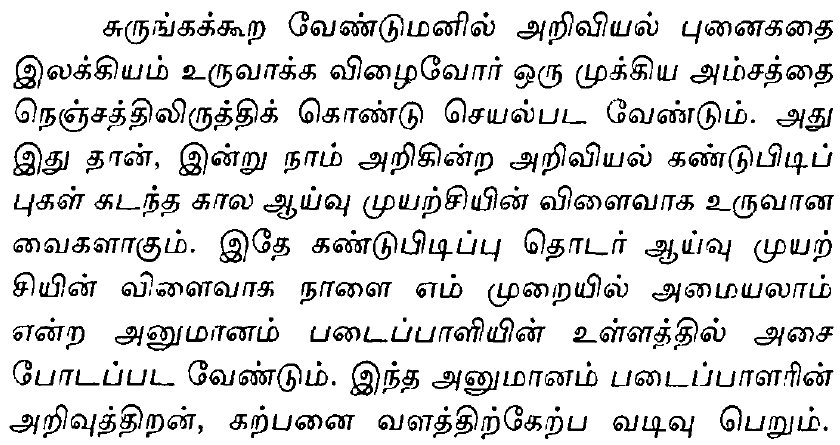 சுருங்கக்கூற வேண்டுமனில் அறிவியல் புனைகதை
இலக்கியம் உருவாக்க விழைவோர் ஒரு முக்கிய அம்சத்தை
நெஞ்சத்திலிருத்திக் கொண்டு செயல்பட வேண்டும். அது
இது தான், இன்று நாம் அறிகின்ற அறிவியல் கண்டுபிடிப்
புகள் கடந்த கால ஆய்வு முயற்சியின் விளைவாக உருவான
வைகளாகும். இதே கண்டுபிடிப்பு தொடர் ஆய்வு முயற்
சியின் விளைவாக நாளை எம் முறையில் அமையலாம்
என்ற அனுமானம் படைப்பாளியின் உள்ளத்தில் அசை
போடப்பட வேண்டும். இந்த அனுமானம் படைப்பாளரின்
அறிவுத்திறன், கற்பனை வளத்திற்கேற்ப வடிவு பெறும்.